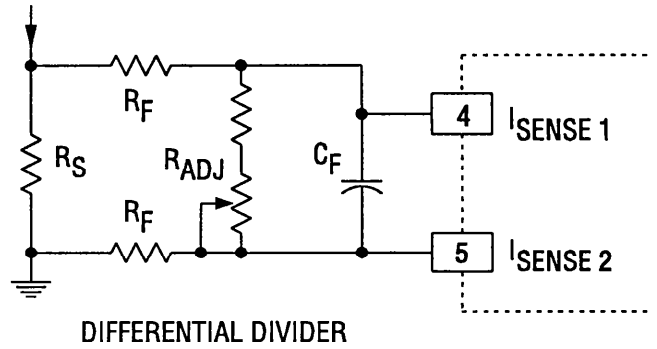 R_F
4
I_SENSE 1
R_S
R_ADJ
C_F
R_F
5
I_SENSE 2
DIFFERENTIAL DIVIDER